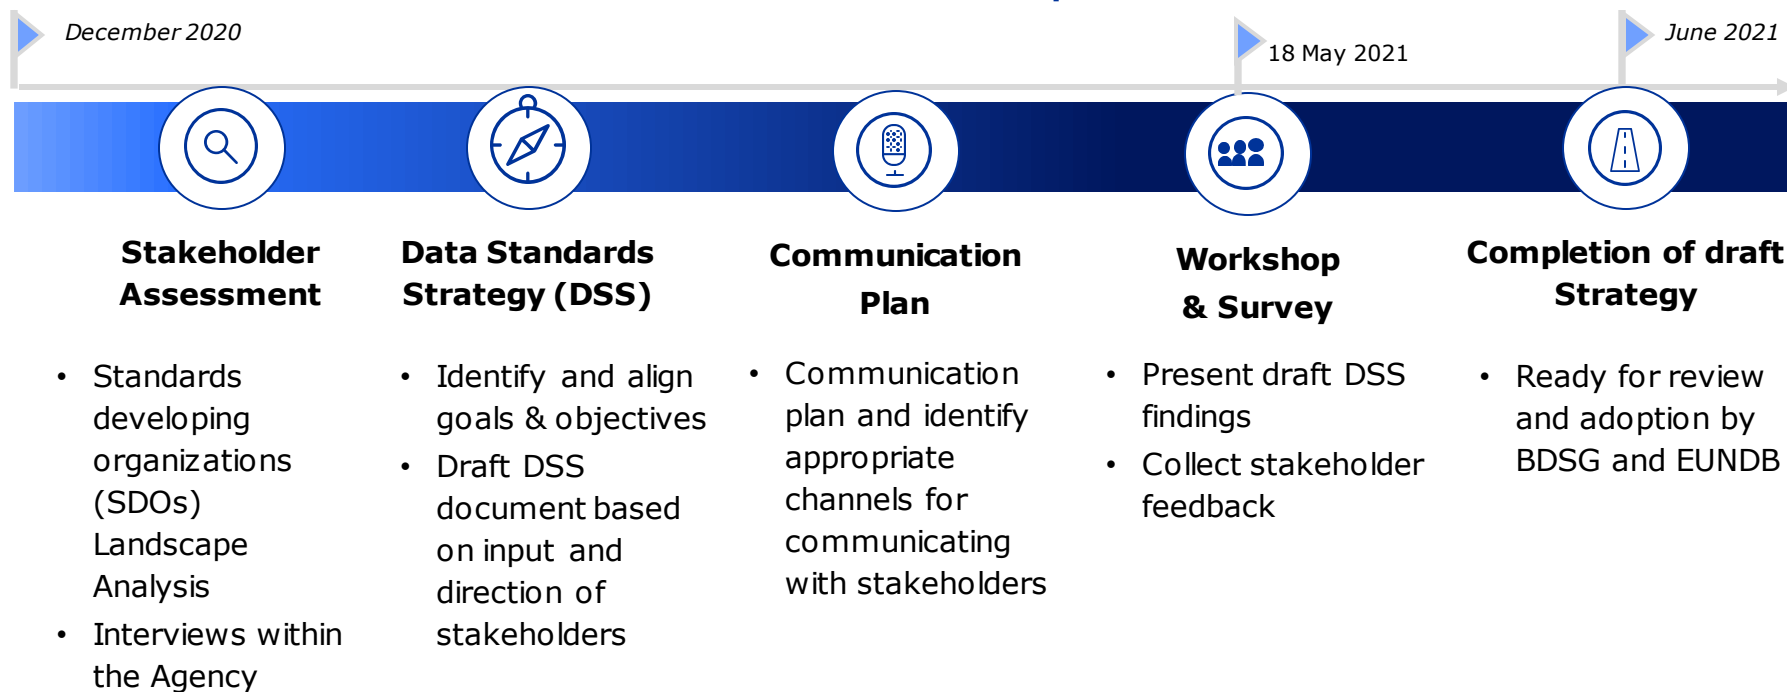 December 2020
18 May 2021
June 2021
Stakeholder
Assessment
• Standards
developing
organizations
(SDOs)
Landscape
Analysis
• Interviews within
the Agency
Data Standards
Strategy (DSS)
• Identify and align
goals & objectives
• Draft DSS
document based
on input and
direction of
stakeholders
Communication
Plan
• Communication
plan and identify
appropriate
channels for
communicating
with stakeholders
Workshop
& Survey
• Present draft DSS
findings
• Collect stakeholder
feedback
Completion of draft
Strategy
• Ready for review
and adoption by
BDSG and EUNDB